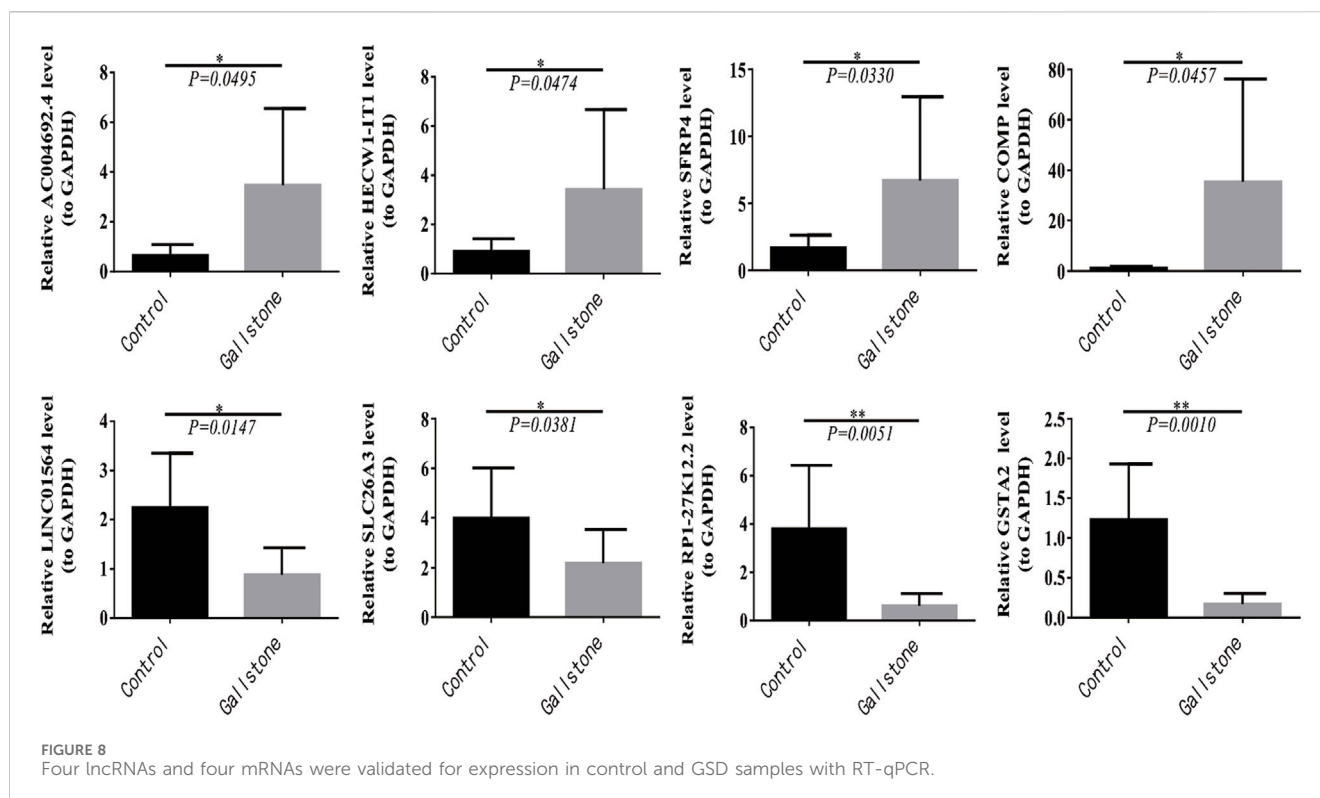 *
P=0.0495
Relative AC004692.4 level
(to GAPDH)
8
6
4
2
0
Control
Gallstone
*
P=0.0474
Relative HECW1-IT1 level
(to GAPDH)
8
6
4
2
0
Control
Gallstone
*
P=0.0330
Relative SFRP4 level
(to GAPDH)
15
10
5
0
Control
Gallstone
*
P=0.0457
Relative COMP level
(to GAPDH)
80
60
40
20
0
Control
Gallstone
*
P=0.0147
Relative LINC01564 level
(to GAPDH)
4
3
2
1
0
Control
Gallstone
*
P=0.0381
Relative SLC26A3 level
(to GAPDH)
8
6
4
2
0
Control
Gallstone
**
P=0.0051
Relative RP1-27K12.2 level
(to GAPDH)
8
6
4
2
0
Control
Gallstone
**
P=0.0010
Relative GSTA2 level
(to GAPDH)
2.5
2.0
1.5
1.0
0.5
0.0
Control
Gallstone
FIGURE 8
Four lncRNAs and four mRNAs were validated for expression in control and GSD samples with RT-qPCR.